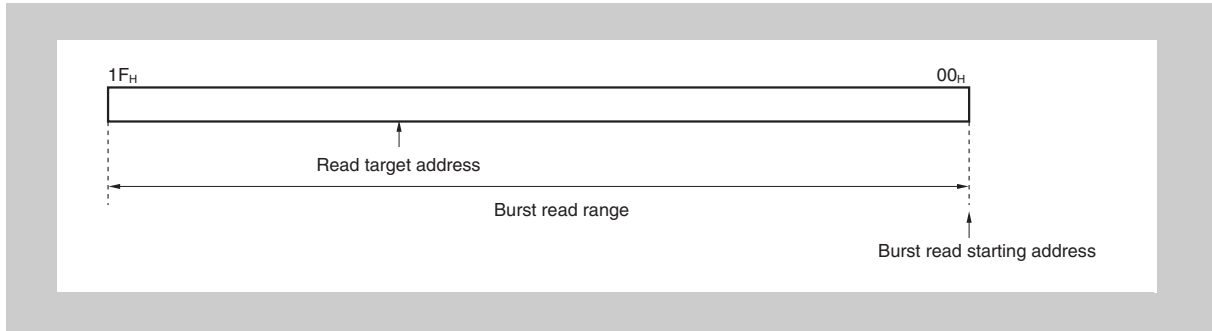 1FH 00H
Read target address
Burst read range
Burst read starting address